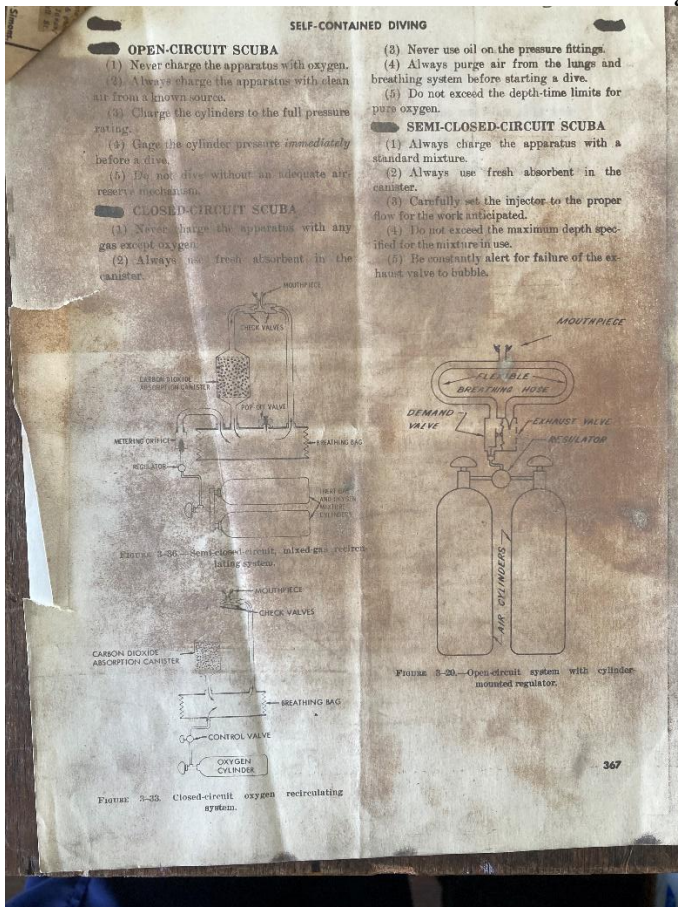 Simons
SELF-CONTAINED DIVING
OPEN-CIRCUIT SCUBA
(1) Never charge the apparatus with oxygen.
(2) Always charge the apparatus with clean
air from a known source.
(3) Charge the cylinders to the full pressure
rating.
(4) Gage the cylinder pressure immediately
before a dive.
(5) Do not dive without an adequate air-
reserve mechanism.
CLOSED-CIRCUIT SCUBA
(1) Never charge the apparatus with any
gas except oxygen.
(2) Always use fresh absorbent in the
canister.
(3) Never use oil on the pressure fittings.
(4) Always purge air from the lungs and
breathing system before starting a dive.
(5) Do not exceed the depth-time limits for
pure oxygen.
SEMI-CLOSED-CIRCUIT SCUBA
(1) Always charge the apparatus with a
standard mixture.
(2) Always use fresh absorbent in the
canister.
(3) Carefully set the injector to the proper
flow for the work anticipated.
(4) Do not exceed the maximum depth spec-
ified for the mixture in use.
(5) Be constantly alert for failure of the ex-
haust valve to bubble.
MOUTHPIECE
CHECK VALVES
CARBON DIOXIDE
ABSORPTION CANISTER
POP OFF VALVE
METERING ORIFICE
BREATHING BAG
REGULATOR
AND OXYGEN
MIXTURE
CYLINDERS
FIGURE 3-36.—Semi-closed-circuit, mixed-gas recircu-
lating system.
MOUTHPIECE
CHECK VALVES
CARBON DIOXIDE
ABSORPTION CANISTER
BREATHING BAG
CONTROL VALVE
OXYGEN
CYLINDER
FIGURE 3-33. Closed-circuit oxygen recirculating
system.
MOUTHPIECE
FLEXIBLE
BREATHING HOSE
DEMAND
VALVE
EXHAUST VALVE
REGULATOR
AIR CYLINDERS
FIGURE 3-29.—Open-circuit system with cylinder-
mounted regulator.
367